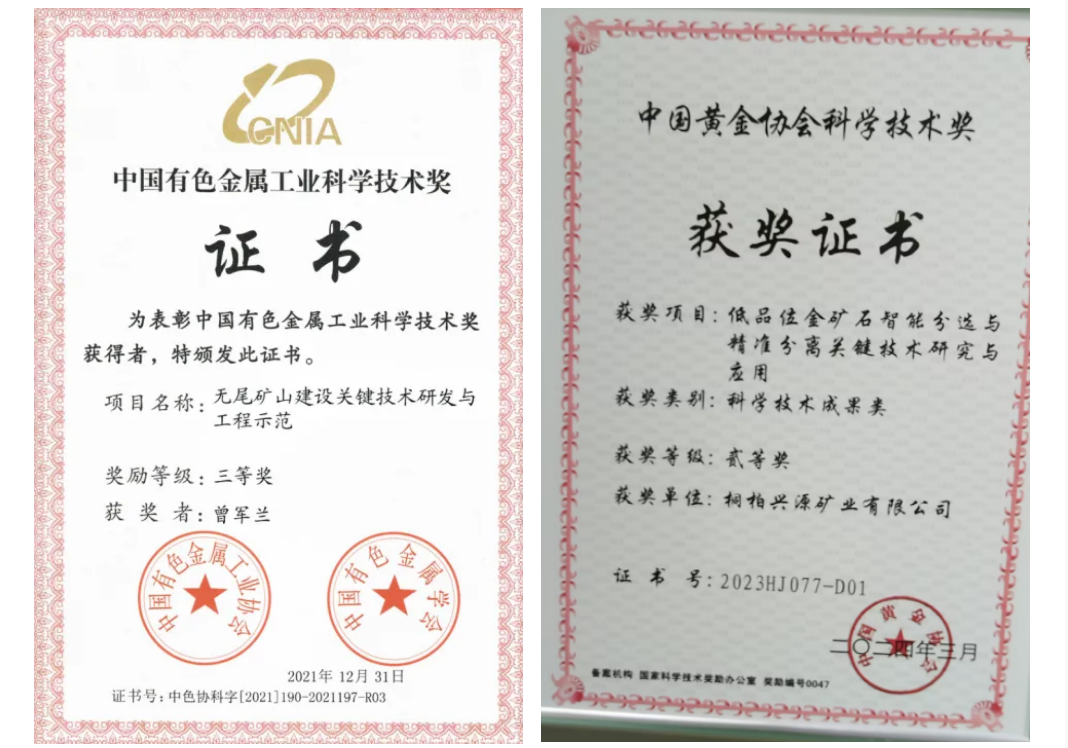 CNIA
中国有色金属工业科学技术奖
证 书
为表彰中国有色金属工业科学技术奖
获得者，特颁发此证书。
项目名称：无尾矿山建设关键技术研发与
工程示范
奖励等级：三等奖
获 奖 者：曾军兰
中国有色金属工业协会
中国有色金属学会
2021年 12月 31日
证书号：中色协科字[2021]190-2021197-R03
中国黄金协会科学技术奖
获奖证书
获奖项目：低品位金矿石智能分选与
精准分离关键技术研究与
应用
获奖类别：科学技术成果类
获奖等级：贰等奖
获奖单位：桐柏兴源矿业有限公司
证 书 号：2023HJ077-D01
中国黄金协会
二〇二四年三月
备案机构 国家科学技术奖励办公室 奖励编号0047